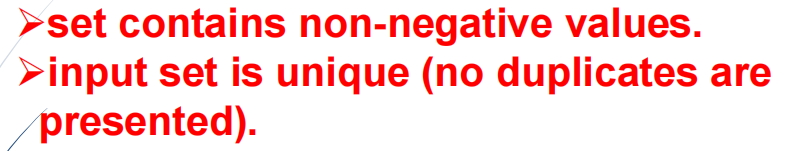 ➢set contains non-negative values.
➢input set is unique (no duplicates are
presented).